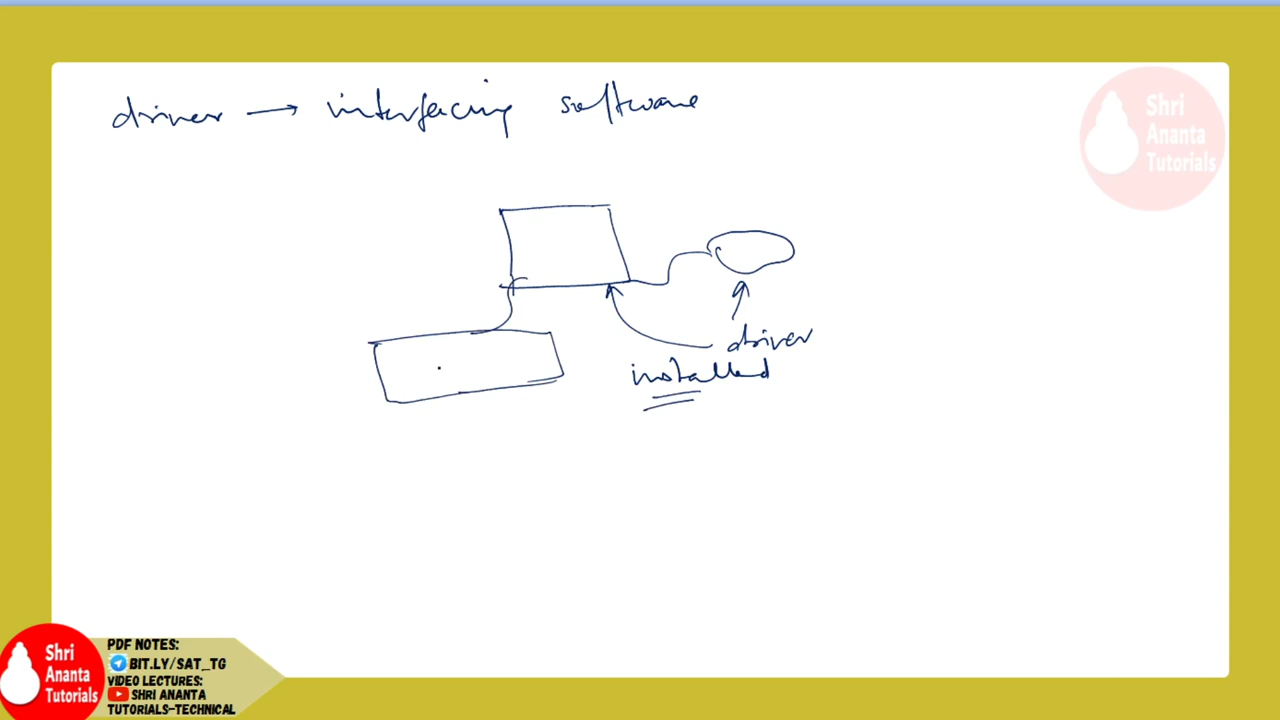 driver → interfacing software
Shri
Ananta
Tutorials
driver
installed
Shri
Ananta
Tutorials
PDF NOTES:
BIT.LY/SAT_TG
VIDEO LECTURES:
SHRI ANANTA
TUTORIALS-TECHNICAL